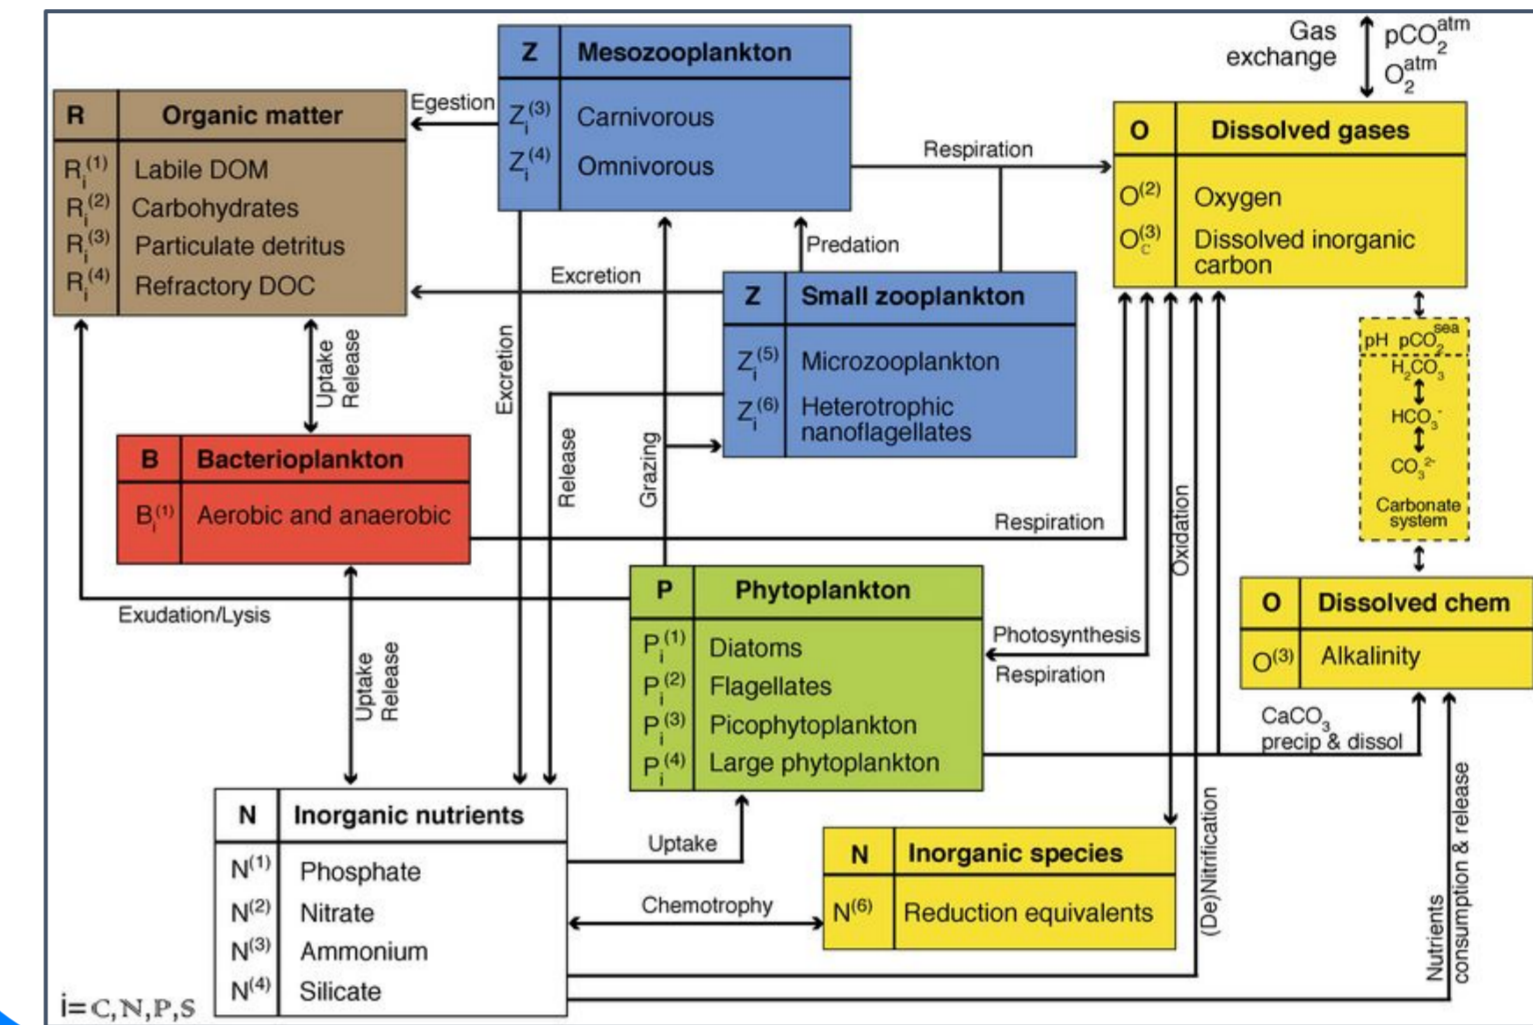 Gas
exchange
pCO₂ᵃᵗᵐ
O₂ᵃᵗᵐ
Z Mesozooplankton
Zᵢ⁽³⁾ Carnivorous
Zᵢ⁽⁴⁾ Omnivorous
Egestion
R Organic matter
Rᵢ⁽¹⁾ Labile DOM
Rᵢ⁽²⁾ Carbohydrates
Rᵢ⁽³⁾ Particulate detritus
Rᵢ⁽⁴⁾ Refractory DOC
Respiration
O Dissolved gases
O⁽²⁾ Oxygen
O꜀⁽³⁾ Dissolved inorganic
carbon
Predation
Excretion
Z Small zooplankton
Zᵢ⁽⁵⁾ Microzooplankton
Zᵢ⁽⁶⁾ Heterotrophic
nanoflagellates
Uptake
Release
Excretion
Release
Grazing
pH pCO₂ˢᵉᵃ
H₂CO₃
HCO₃⁻
CO₃²⁻
Carbonate
system
B Bacterioplankton
Bᵢ⁽¹⁾ Aerobic and anaerobic
Respiration
Oxidation
Exudation/Lysis
P Phytoplankton
Pᵢ⁽¹⁾ Diatoms
Pᵢ⁽²⁾ Flagellates
Pᵢ⁽³⁾ Picophytoplankton
Pᵢ⁽⁴⁾ Large phytoplankton
Photosynthesis
Respiration
O Dissolved chem
O⁽³⁾ Alkalinity
Uptake
Release
CaCO₃
precip & dissol
N Inorganic nutrients
N⁽¹⁾ Phosphate
N⁽²⁾ Nitrate
N⁽³⁾ Ammonium
N⁽⁴⁾ Silicate
Uptake
Chemotrophy
N Inorganic species
N⁽⁶⁾ Reduction equivalents
(De)Nitrification
Nutrients
consumption & release
i=C,N,P,S